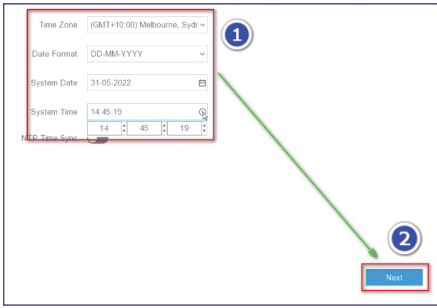 Time Zone (GMT+10:00) Melbourne, Sydr
1
Date Format DD-MM-YYYY
System Date 31-05-2022
System Time 14:45:19
14 45 19
NTP Time Sync
2
Next